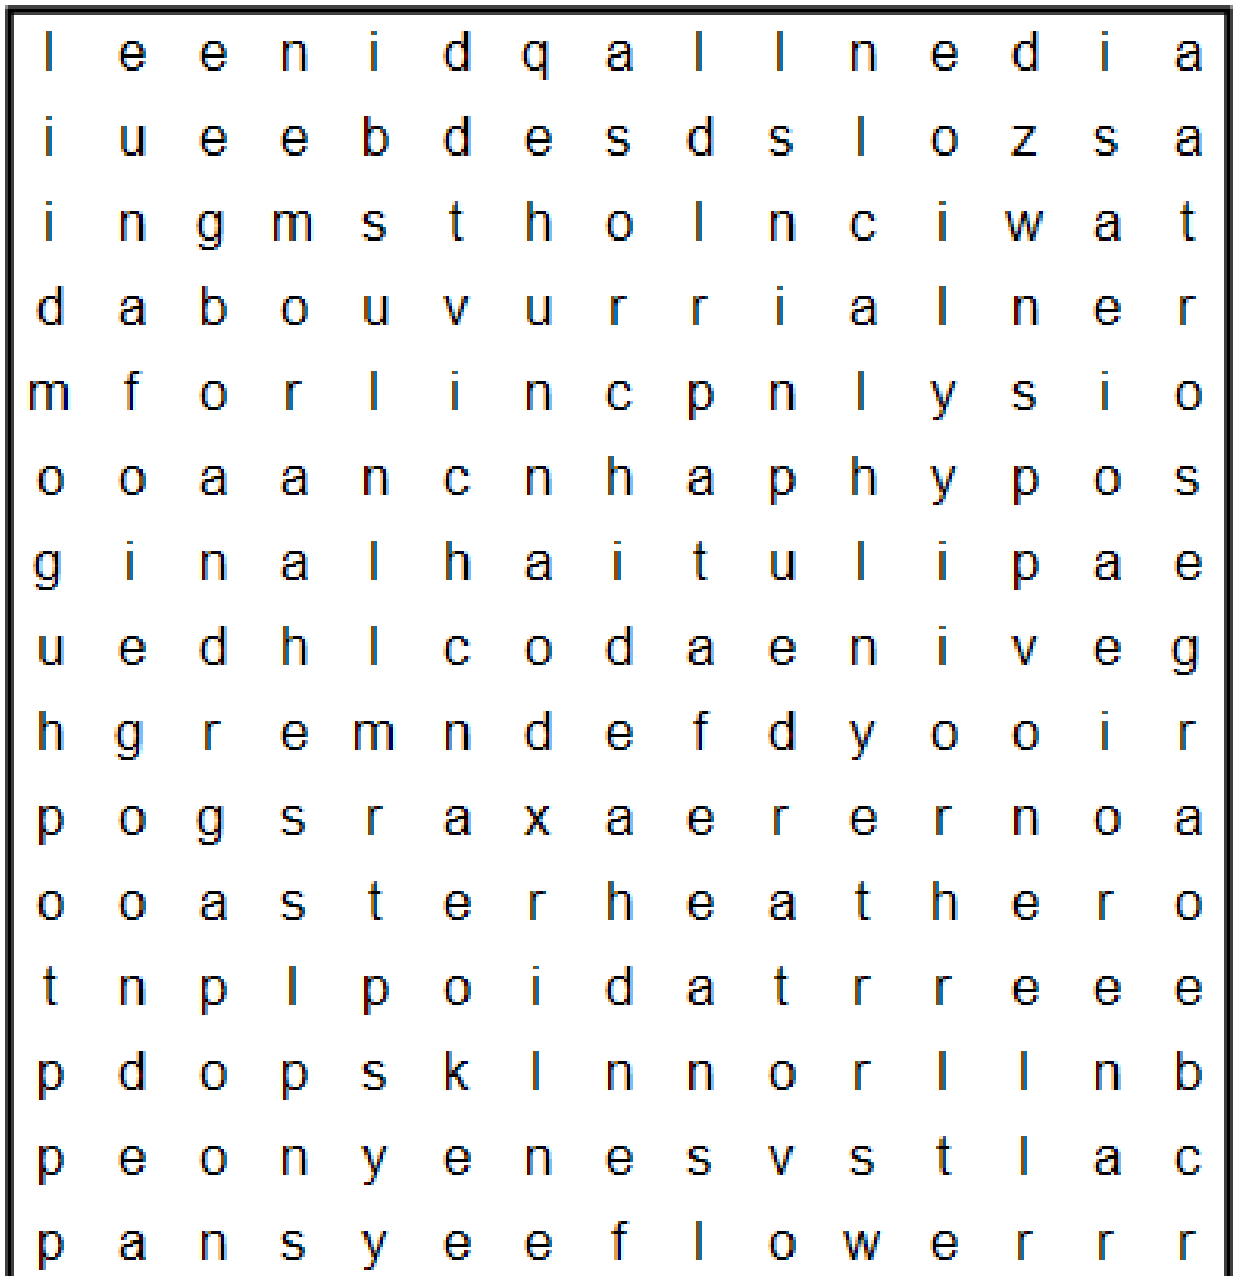 l e e n i d q a l l n e d i a
i u e e b d e s d s l o z s a
i n g m s t h o l n c i w a t
d a b o u v u r r i a l n e r
m f o r l i n c p n l y s i o
o o a a n c n h a p h y p o s
g i n a l h a i t u l i p a e
u e d h l c o d a e n i v e g
h g r e m n d e f d y o o i r
p o g s r a x a e r e r n o a
o o a s t e r h e a t h e r o
t n p l p o i d a t r r e e e
p d o p s k l n n o r l l n b
p e o n y e n e s v s t l a c
p a n s y e e f l o w e r r r